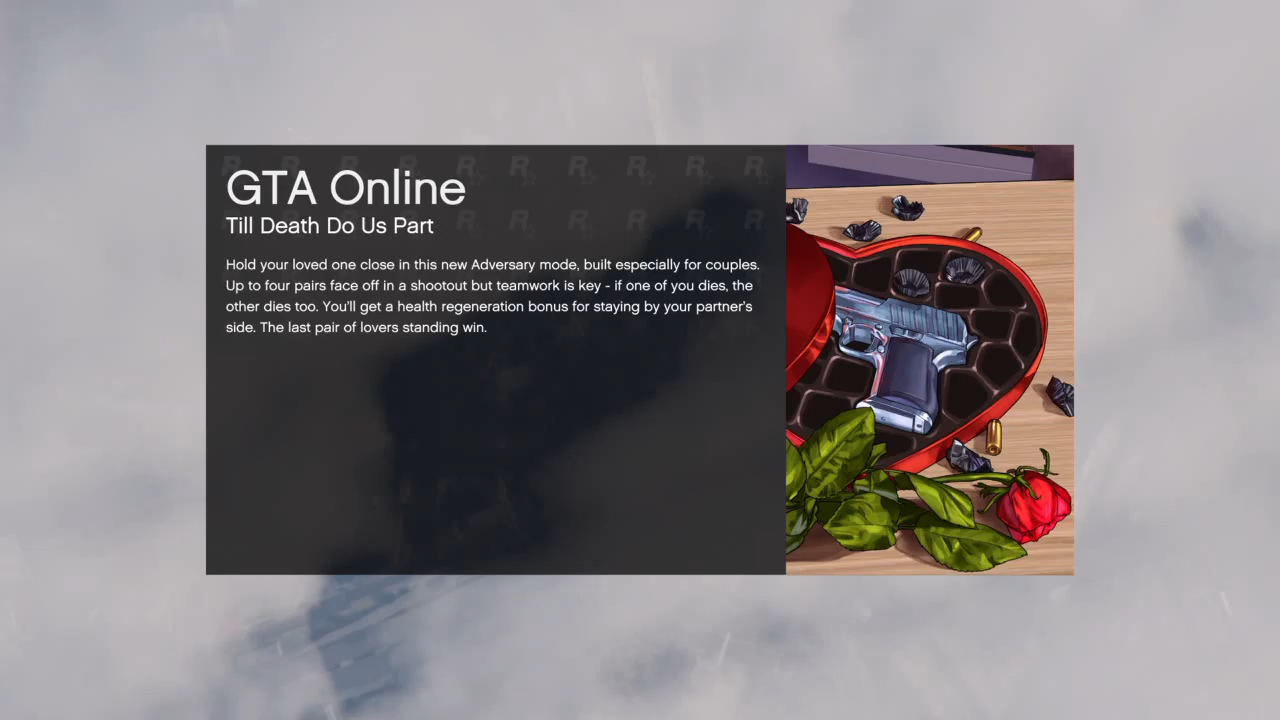 GTA Online
Till Death Do Us Part
Hold your loved one close in this new Adversary mode, built especially for couples.
Up to four pairs face off in a shootout but teamwork is key - if one of you dies, the
other dies too. You'll get a health regeneration bonus for staying by your partner's
side. The last pair of lovers standing win.